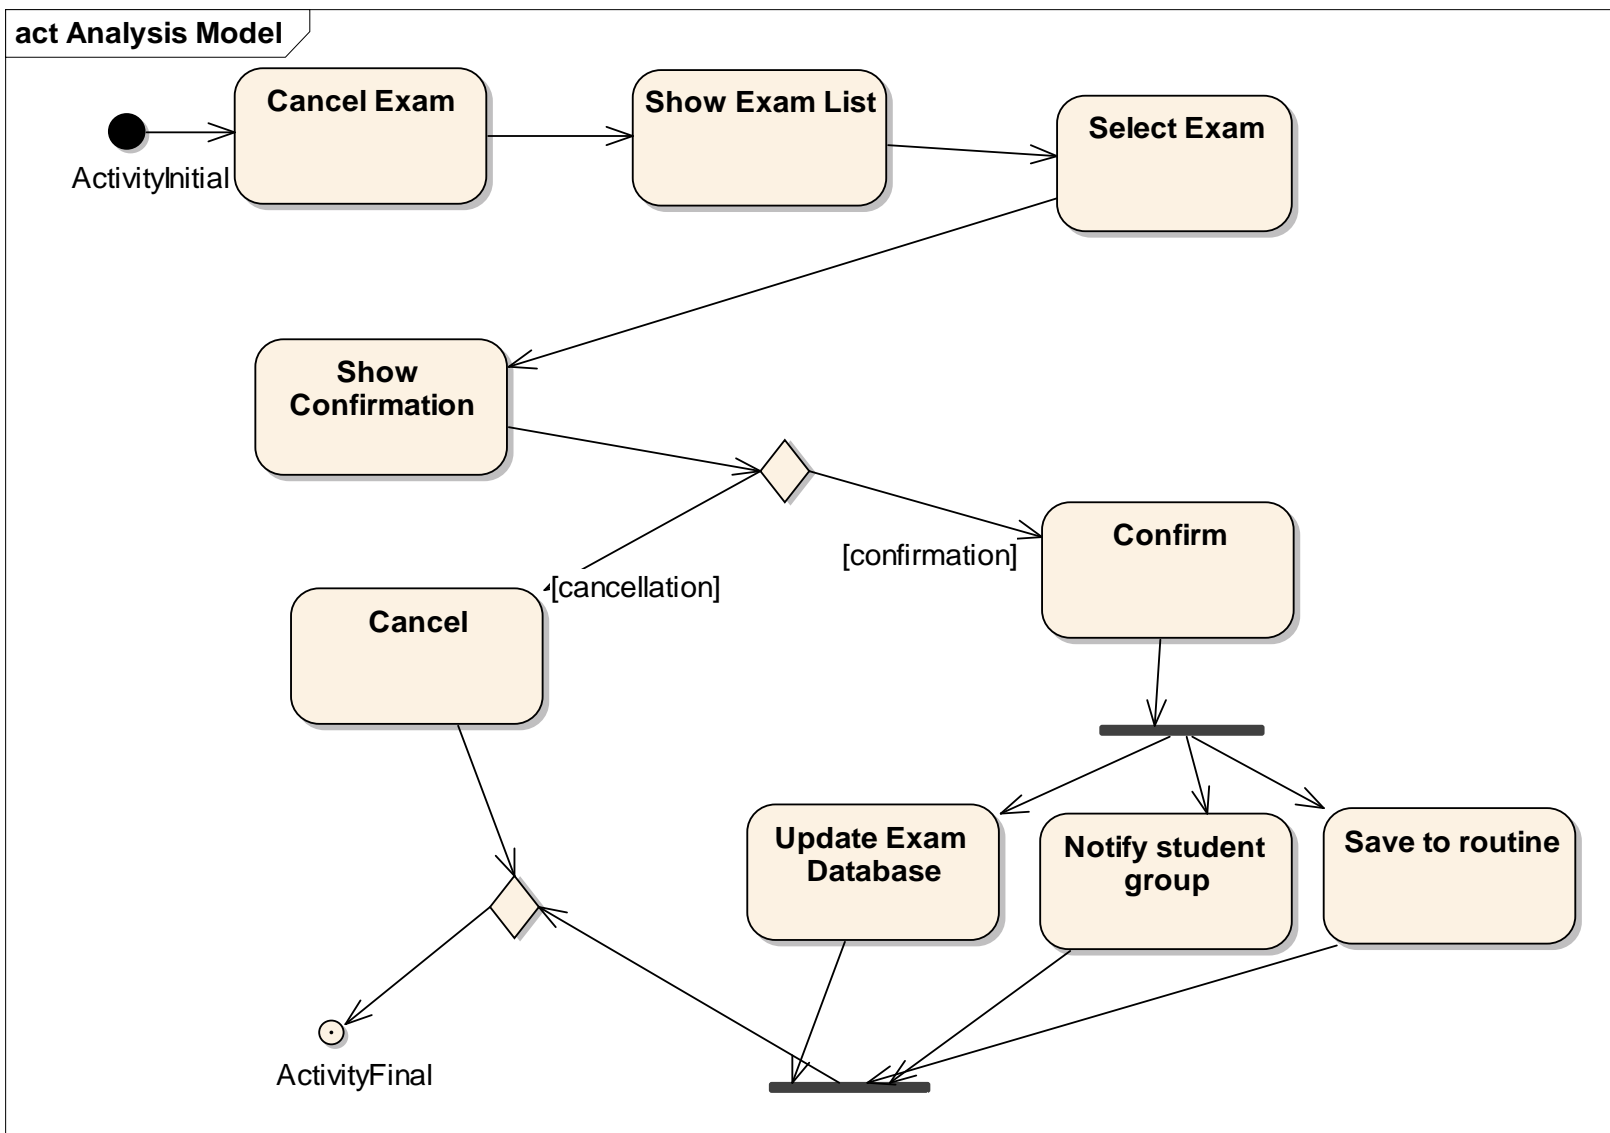 act Analysis Model
Cancel Exam
Show Exam List
Select Exam
ActivityInitial
Show
Confirmation
[confirmation]
Confirm
[cancellation]
Cancel
Update Exam
Database
Notify student
group
Save to routine
ActivityFinal